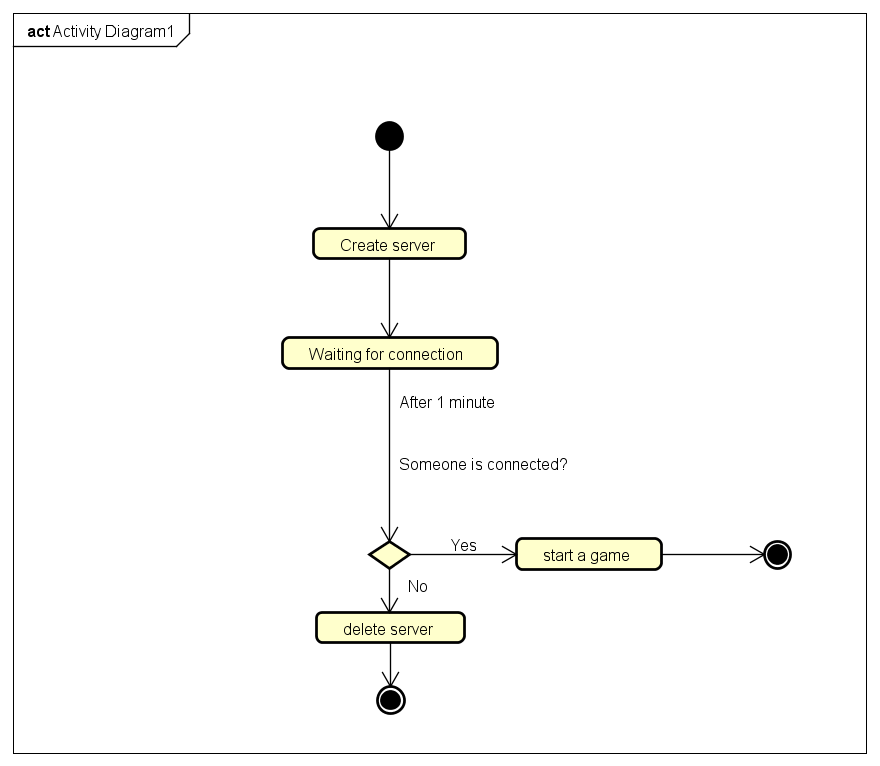 act Activity Diagram1
Create server
Waiting for connection
After 1 minute
Someone is connected?
Yes
start a game
No
delete server